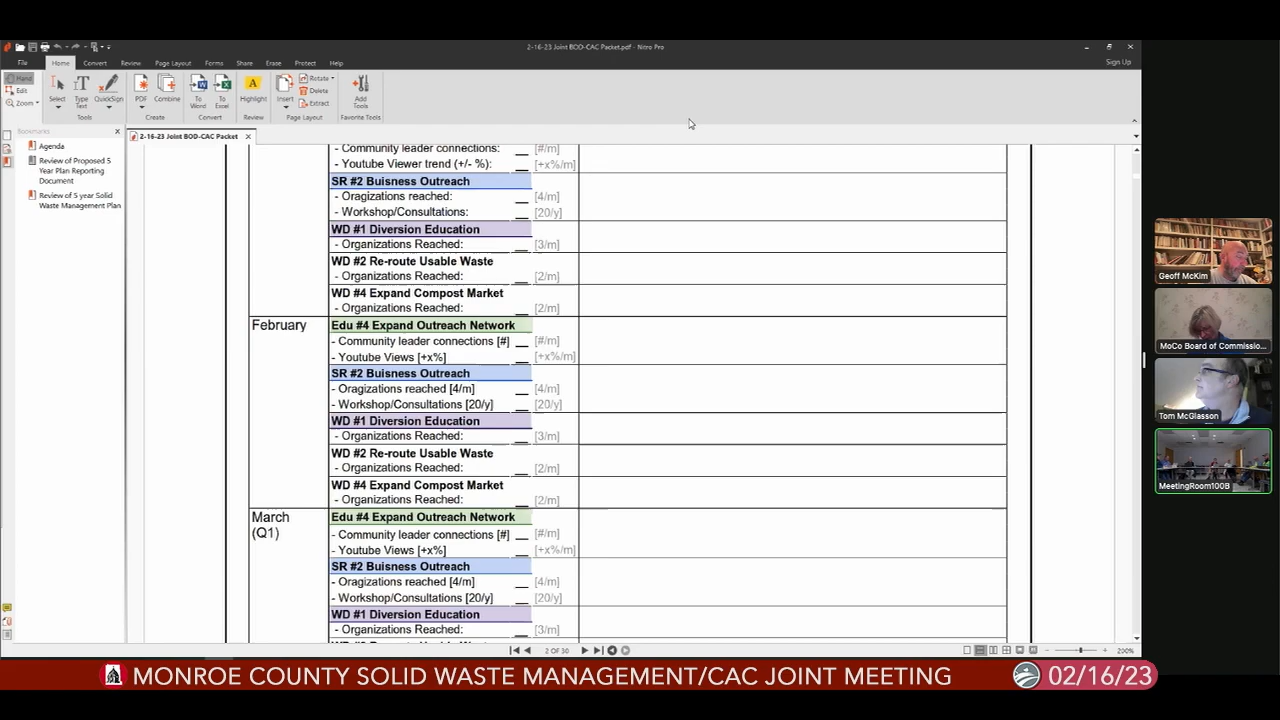 2-16-23 Joint BOD-CAC Packet.pdf - Nitro Pro
File
Home
Convert
Review
Page Layout
Forms
Share
Erase
Protect
Help
Sign Up
Hand
Edit
Zoom
Select
Type Text
QuickSign
Tools
PDF
Combine
Create
To Word
To Excel
Convert
Highlight
Review
Insert
Rotate
Delete
Extract
Page Layout
Add Tools
Favorite Tools
Bookmarks
2-16-23 Joint BOD-CAC Packet
Agenda
Review of Proposed 5
Year Plan Reporting
Document
Review of 5 year Solid
Waste Management Plan
- Community leader connections: __ [#/m]
- Youtube Viewer trend (+/- %): __ [+x%/m]
SR #2 Buisness Outreach
- Oragizations reached: __ [4/m]
- Workshop/Consultations: __ [20/y]
WD #1 Diversion Education
- Organizations Reached: __ [3/m]
WD #2 Re-route Usable Waste
- Organizations Reached: __ [2/m]
WD #4 Expand Compost Market
- Organizations Reached: __ [2/m]
February
Edu #4 Expand Outreach Network
- Community leader connections [#] __ [#/m]
- Youtube Views [+x%] __ [+x%/m]
SR #2 Buisness Outreach
- Oragizations reached [4/m] __ [4/m]
- Workshop/Consultations [20/y] __ [20/y]
WD #1 Diversion Education
- Organizations Reached: __ [3/m]
WD #2 Re-route Usable Waste
- Organizations Reached: __ [2/m]
WD #4 Expand Compost Market
- Organizations Reached: __ [2/m]
March
(Q1)
Edu #4 Expand Outreach Network
- Community leader connections [#] __ [#/m]
- Youtube Views [+x%] __ [+x%/m]
SR #2 Buisness Outreach
- Oragizations reached [4/m] __ [4/m]
- Workshop/Consultations [20/y] __ [20/y]
WD #1 Diversion Education
- Organizations Reached: __ [3/m]
2 OF 30
200%
Geoff McKim
MoCo Board of Commissio...
Tom McGlasson
MeetingRoom100B
MONROE COUNTY SOLID WASTE MANAGEMENT/CAC JOINT MEETING
02/16/23